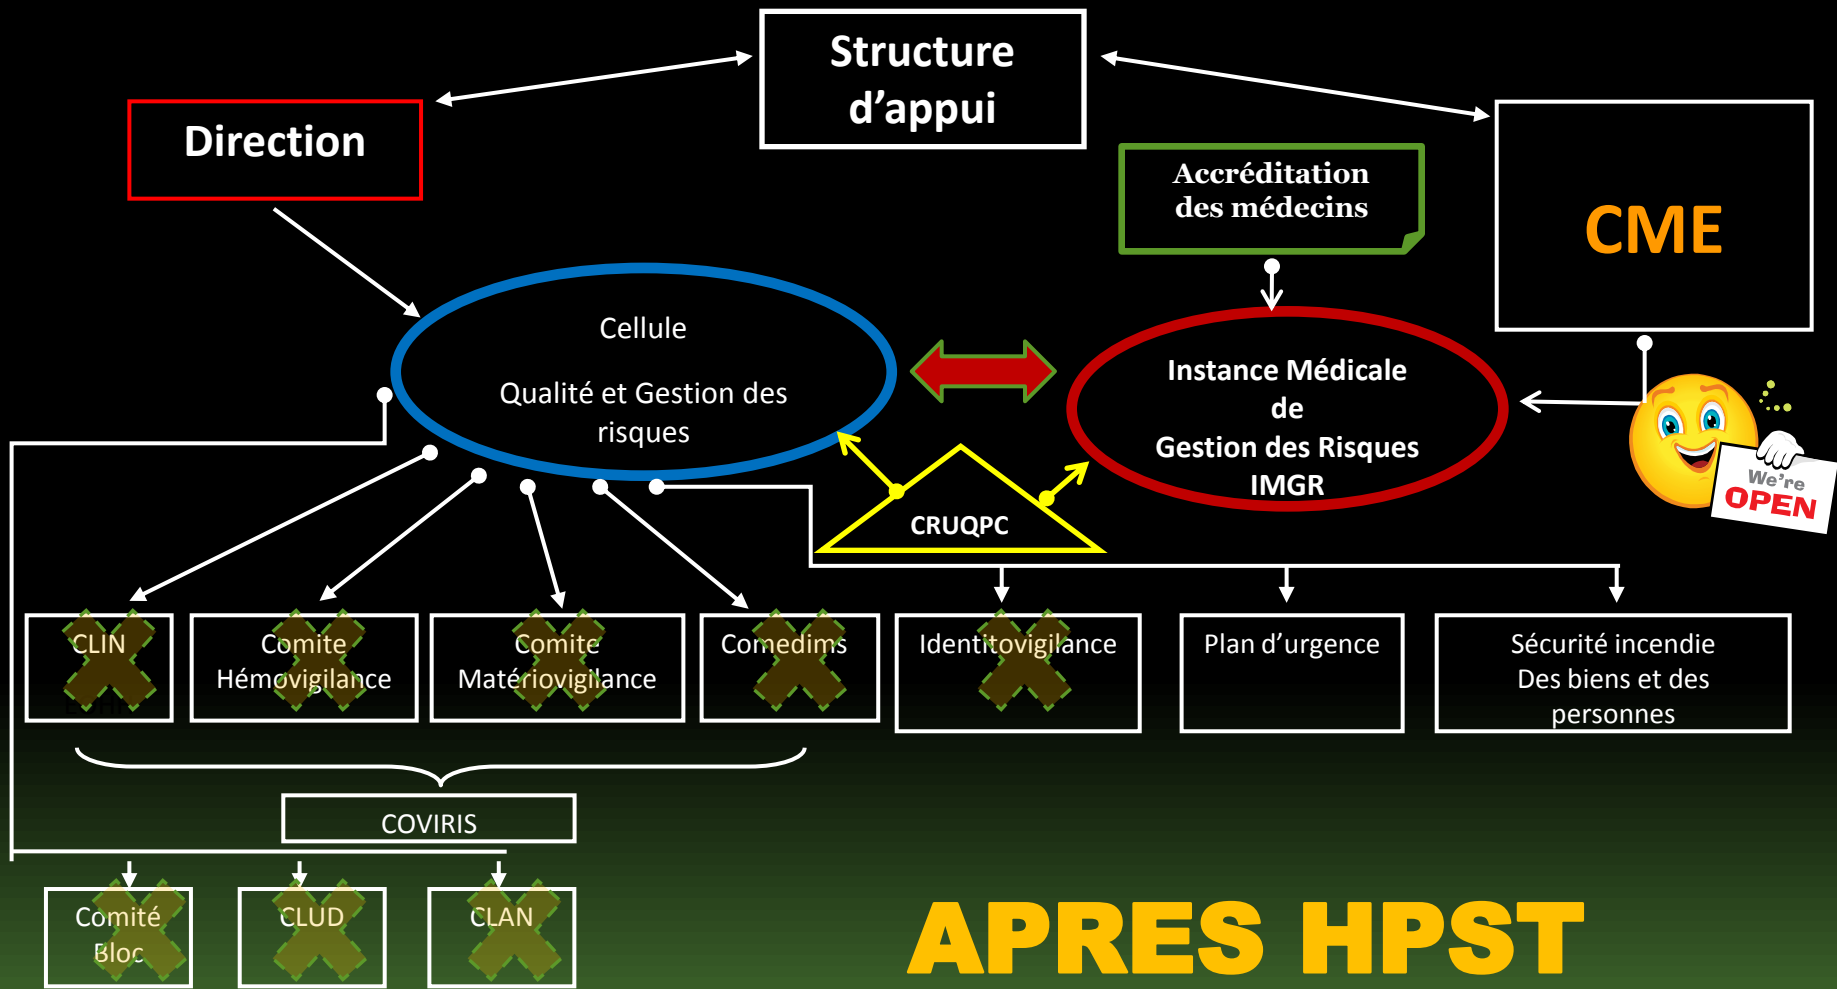 Structure
d'appui
Direction
Accréditation
des médecins
CME
Cellule
Qualité et Gestion des
risques
Instance Médicale
de
Gestion des Risques
IMGR
We're
OPEN
CRUQPC
CLIN
Comite
Hémovigilance
Comite
Matériovigilance
Comedims
Identitovigilance
Plan d'urgence
Sécurité incendie
Des biens et des
personnes
COVIRIS
Comité
Bloc
CLUD
CLAN
APRES HPST